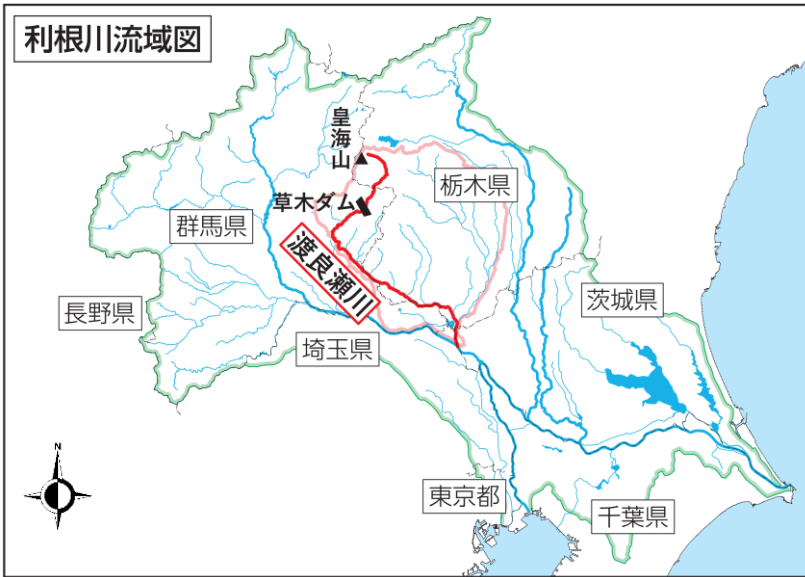 利根川流域図
皇海山
草木ダム
栃木県
群馬県
渡良瀬川
長野県
茨城県
埼玉県
N
東京都
千葉県